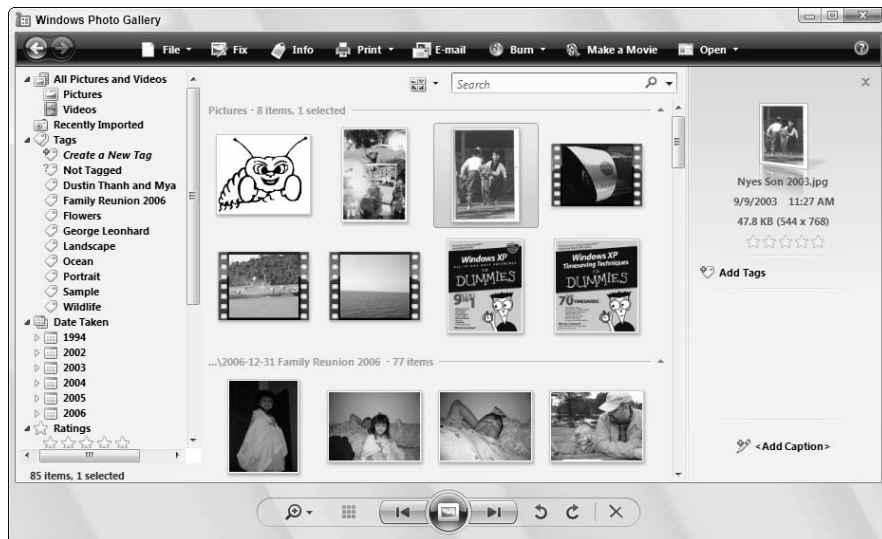 Windows Photo Gallery
File Fix Info Print E-mail Burn Make a Movie Open
All Pictures and Videos
Pictures
Videos
Recently Imported
Tags
Create a New Tag
Not Tagged
Dustin Thanh and Mya
Family Reunion 2006
Flowers
George Leonhard
Landscape
Ocean
Portrait
Sample
Wildlife
Date Taken
1994
2002
2003
2004
2005
2006
Ratings
85 items, 1 selected
Search
Pictures - 8 items, 1 selected
Windows XP
DUMMIES
Windows XP
Timesaving Techniques
DUMMIES
70
...\2006-12-31 Family Reunion 2006 - 77 items
Nyes Son 2003.jpg
9/9/2003 11:27 AM
47.8 KB (544 x 768)
Add Tags
<Add Caption>